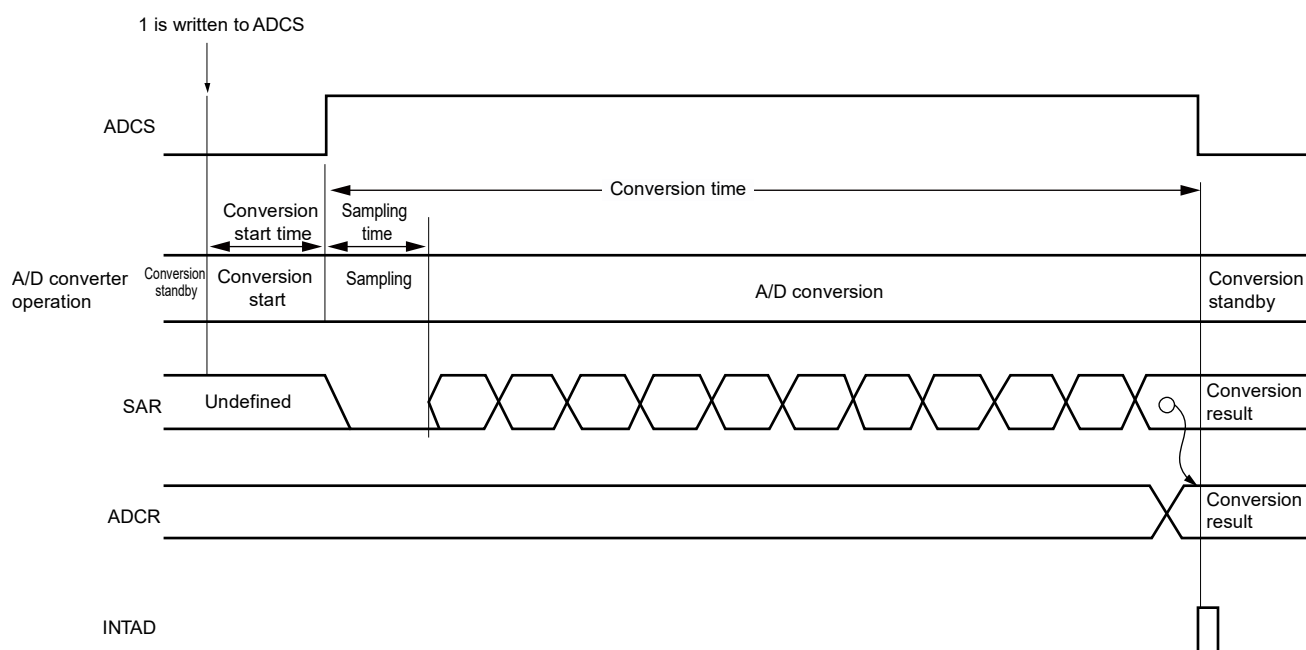 1 is written to ADCS
ADCS
Conversion time
Conversion
start time
Sampling
time
A/D converter
operation
Conversion
standby
Conversion
start
Sampling
A/D conversion
Conversion
standby
SAR
Undefined
Conversion
result
ADCR
Conversion
result
INTAD